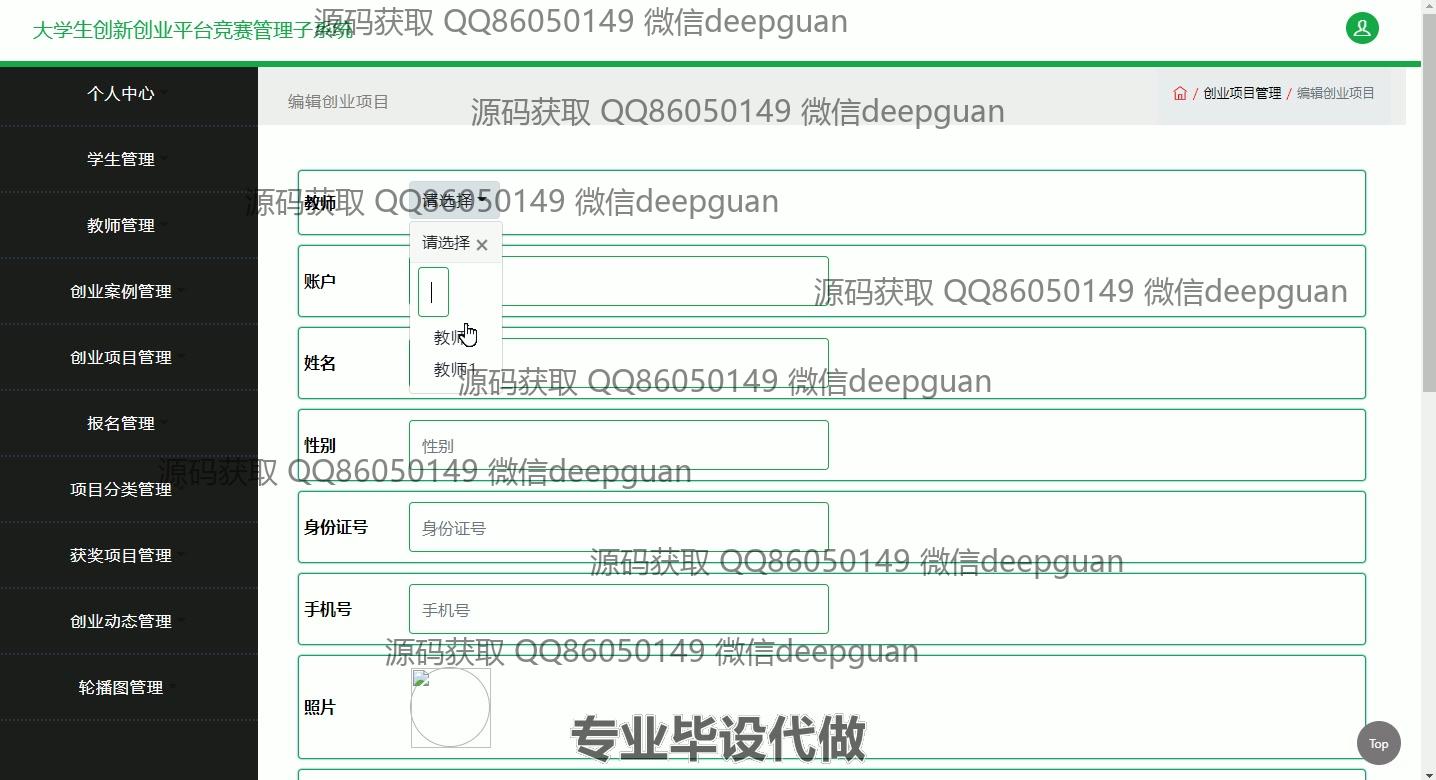 大学生创新创业平台竞赛管理子系统
源码获取 QQ86050149 微信deepguan
个人中心
编辑创业项目
/ 创业项目管理 / 编辑创业项目
源码获取 QQ86050149 微信deepguan
学生管理
教师
请选择
源码获取 QQ86050149 微信deepguan
教师管理
请选择 ×
账户
创业案例管理
源码获取 QQ86050149 微信deepguan
教师
创业项目管理
姓名
教师1
源码获取 QQ86050149 微信deepguan
报名管理
性别
性别
源码获取 QQ86050149 微信deepguan
项目分类管理
身份证号
身份证号
获奖项目管理
源码获取 QQ86050149 微信deepguan
手机号
手机号
创业动态管理
源码获取 QQ86050149 微信deepguan
轮播图管理
照片
专业毕设代做
Top